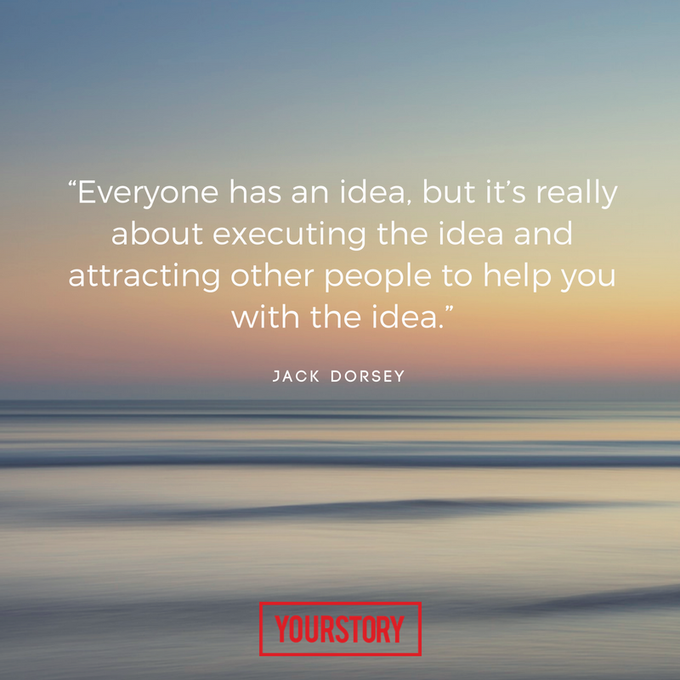 “Everyone has an idea, but it’s really
about executing the idea and
attracting other people to help you
with the idea.”
JACK DORSEY
YOURSTORY